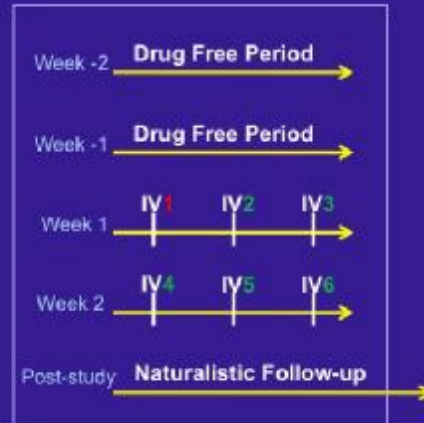 Week -2 Drug Free Period
Week -1 Drug Free Period
IV1 IV2 IV3
Week 1
IV4 IV5 IV6
Week 2
Post-study Naturalistic Follow-up